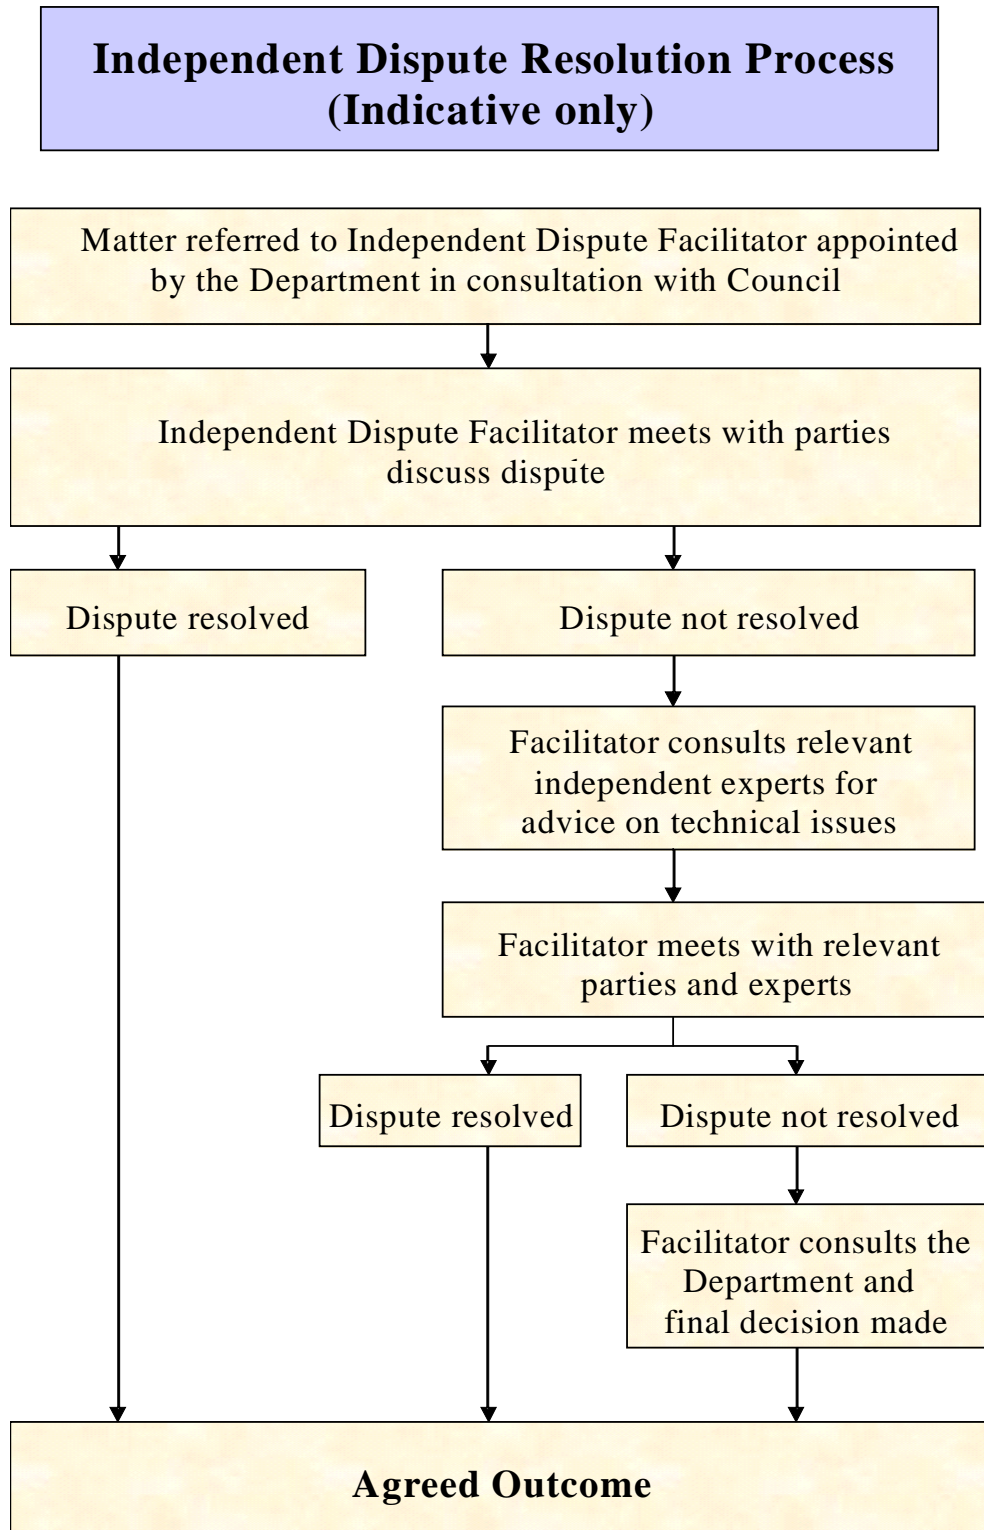 Independent Dispute Resolution Process
(Indicative only)
Matter referred to Independent Dispute Facilitator appointed
by the Department in consultation with Council
Independent Dispute Facilitator meets with parties
discuss dispute
Dispute resolved
Dispute not resolved
Facilitator consults relevant
independent experts for
advice on technical issues
Facilitator meets with relevant
parties and experts
Dispute resolved
Dispute not resolved
Facilitator consults the
Department and
final decision made
Agreed Outcome